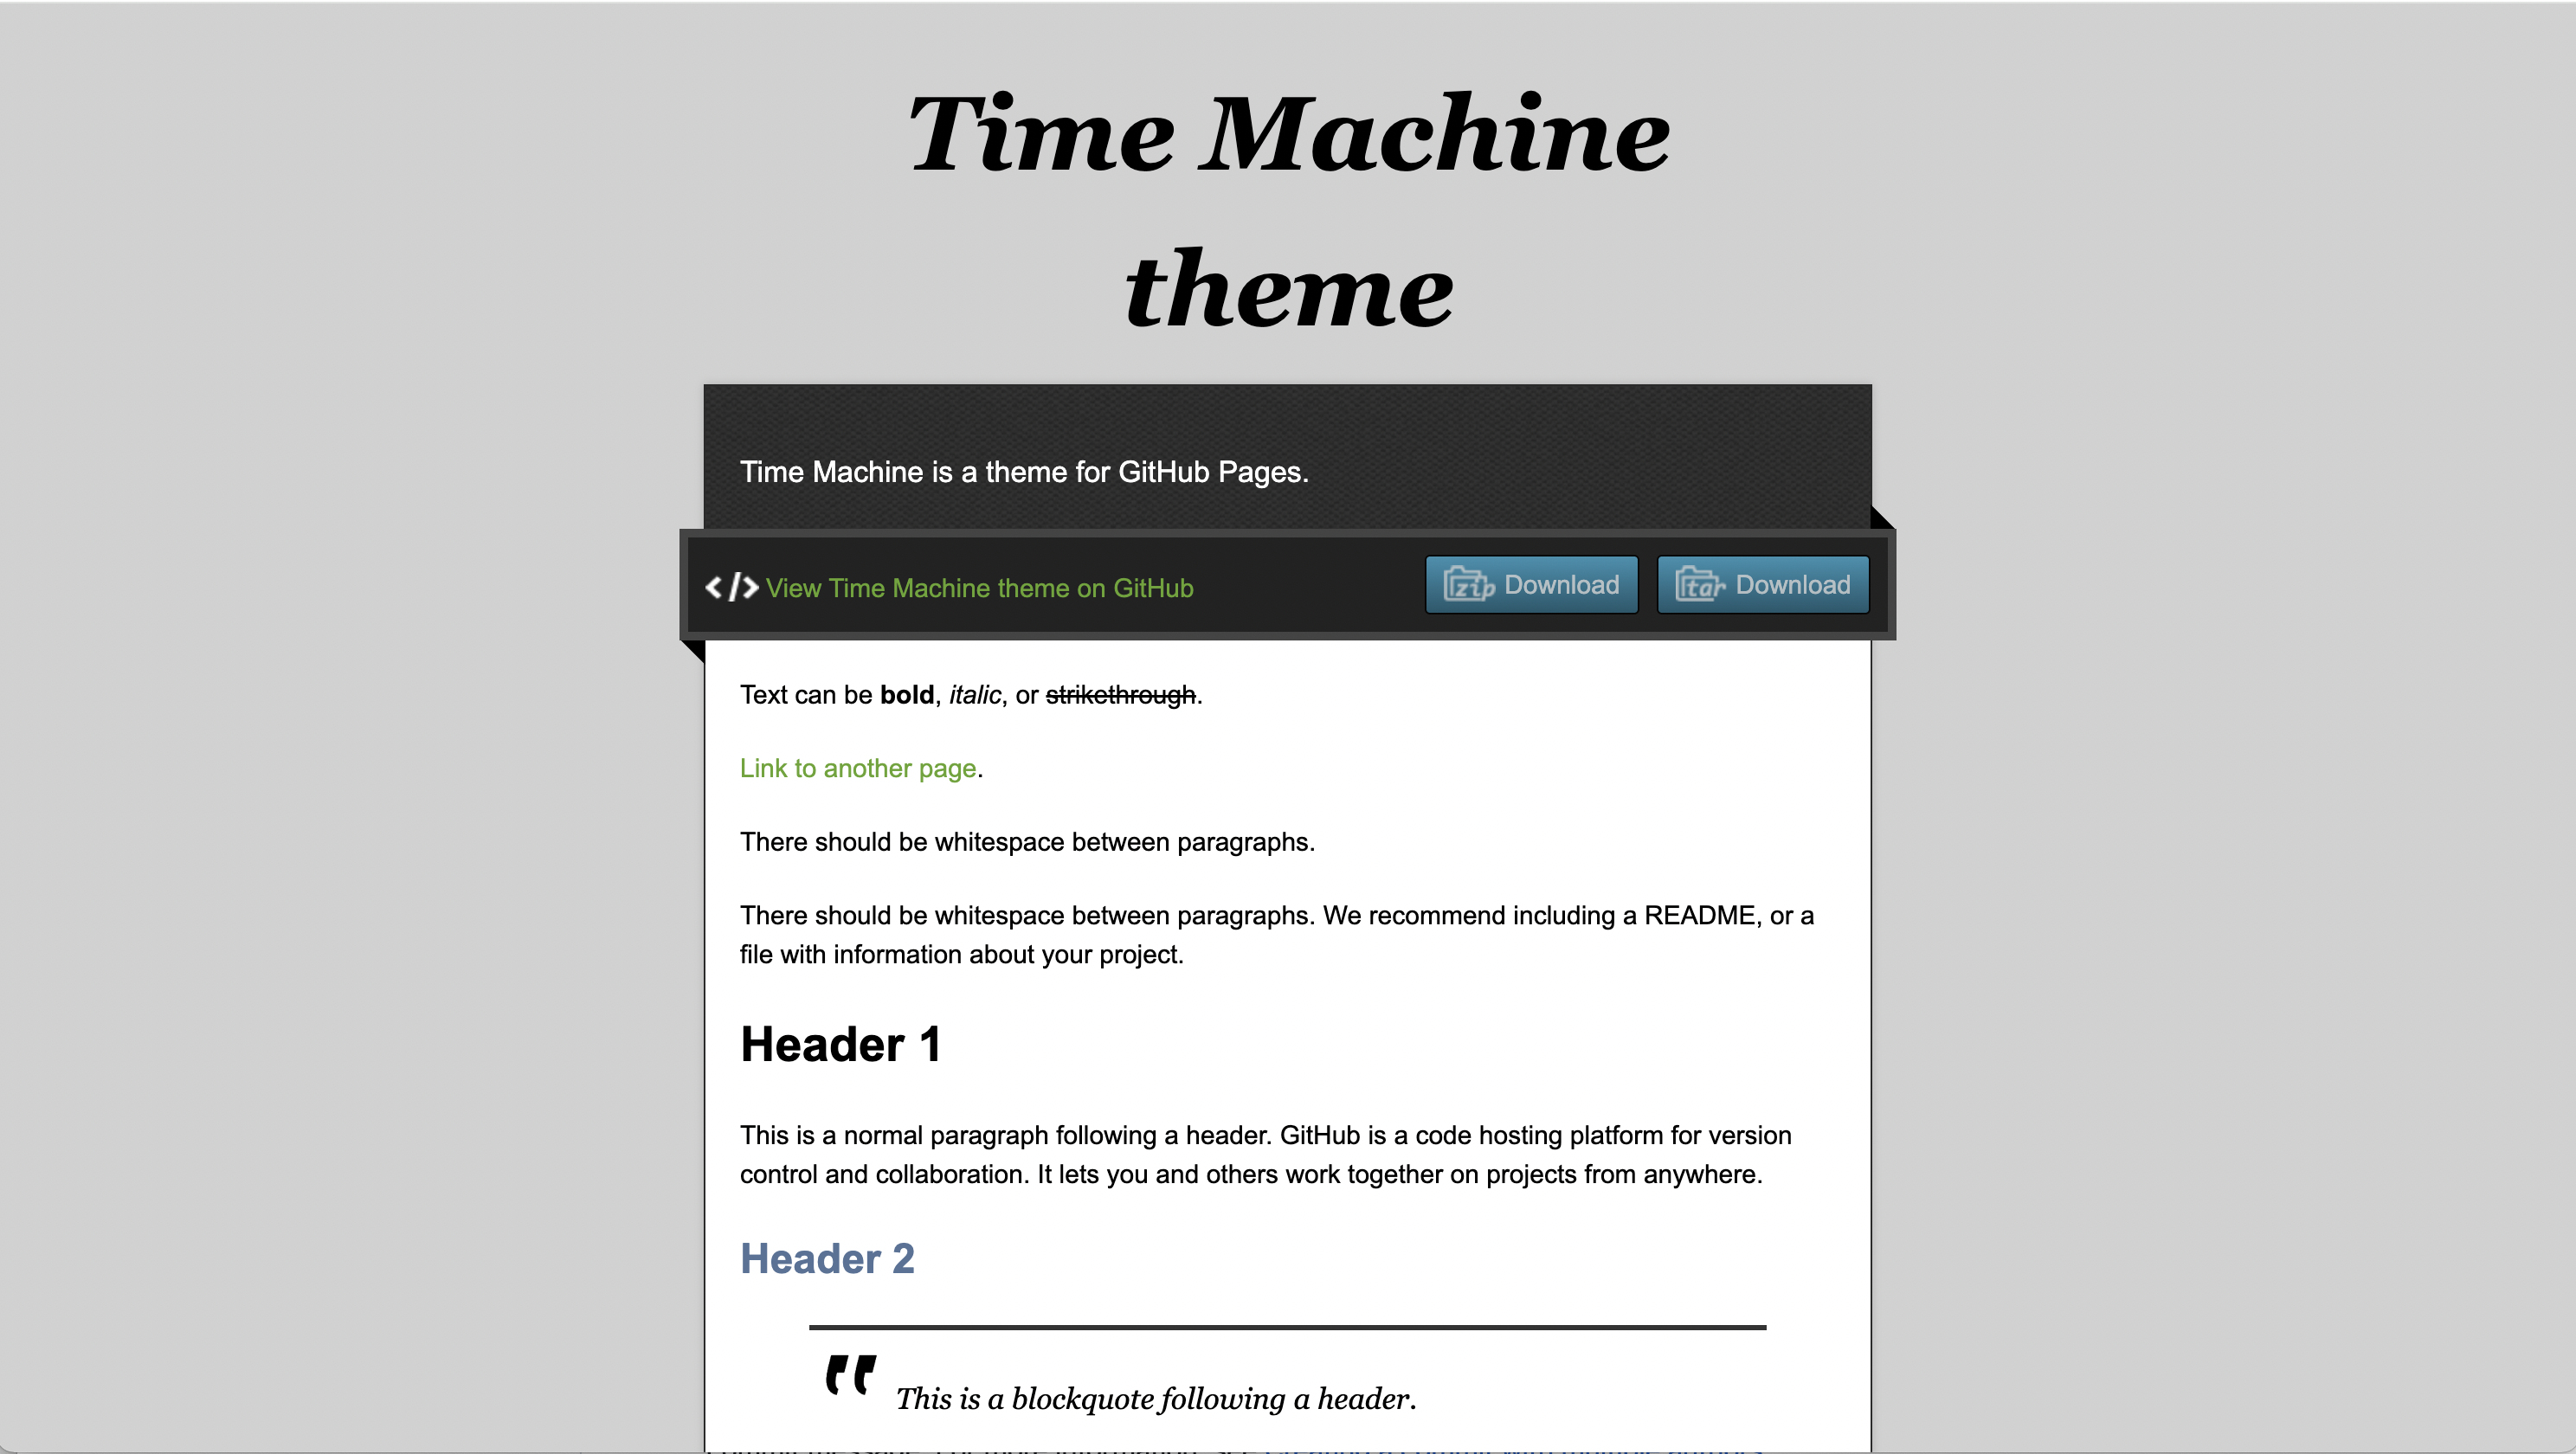 Time Machine
theme
Time Machine is a theme for GitHub Pages.
</> View Time Machine theme on GitHub
zip Download
tar Download
Text can be bold, italic, or strikethrough.
Link to another page.
There should be whitespace between paragraphs.
There should be whitespace between paragraphs. We recommend including a README, or a
file with information about your project.
Header 1
This is a normal paragraph following a header. GitHub is a code hosting platform for version
control and collaboration. It lets you and others work together on projects from anywhere.
Header 2
" This is a blockquote following a header.